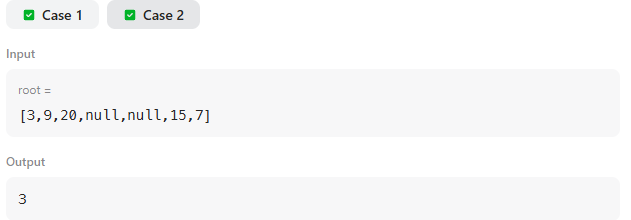 Case 1 Case 2
Input
root =
[3,9,20,null,null,15,7]
Output
3